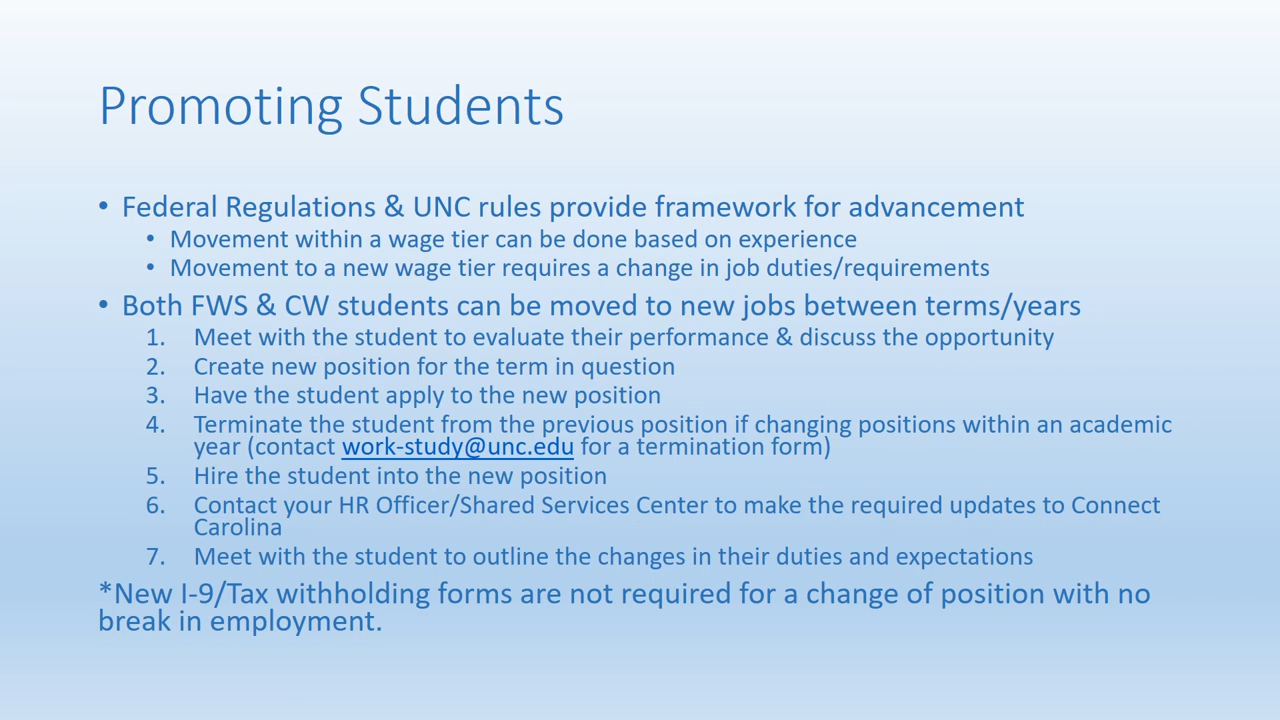 Promoting Students
• Federal Regulations & UNC rules provide framework for advancement
• Movement within a wage tier can be done based on experience
• Movement to a new wage tier requires a change in job duties/requirements
• Both FWS & CW students can be moved to new jobs between terms/years
1. Meet with the student to evaluate their performance & discuss the opportunity
2. Create new position for the term in question
3. Have the student apply to the new position
4. Terminate the student from the previous position if changing positions within an academic
year (contact work-study@unc.edu for a termination form)
5. Hire the student into the new position
6. Contact your HR Officer/Shared Services Center to make the required updates to Connect
Carolina
7. Meet with the student to outline the changes in their duties and expectations
*New I-9/Tax withholding forms are not required for a change of position with no
break in employment.